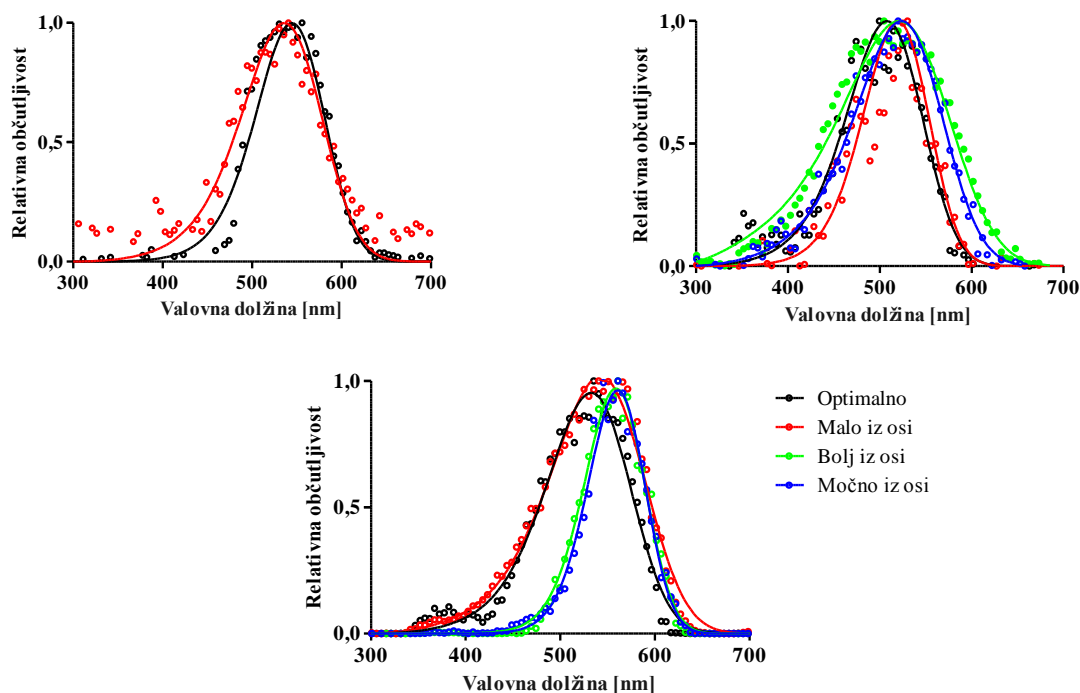 1,0
0,5
0,0
300 400 500 600 700
Relativna občutljivost
Valovna dolžina [nm]
1,0
0,5
0,0
300 400 500 600 700
Relativna občutljivost
Valovna dolžina [nm]
1,0
0,5
0,0
300 400 500 600 700
Relativna občutljivost
Valovna dolžina [nm]
Optimalno
Malo iz osi
Bolj iz osi
Močno iz osi